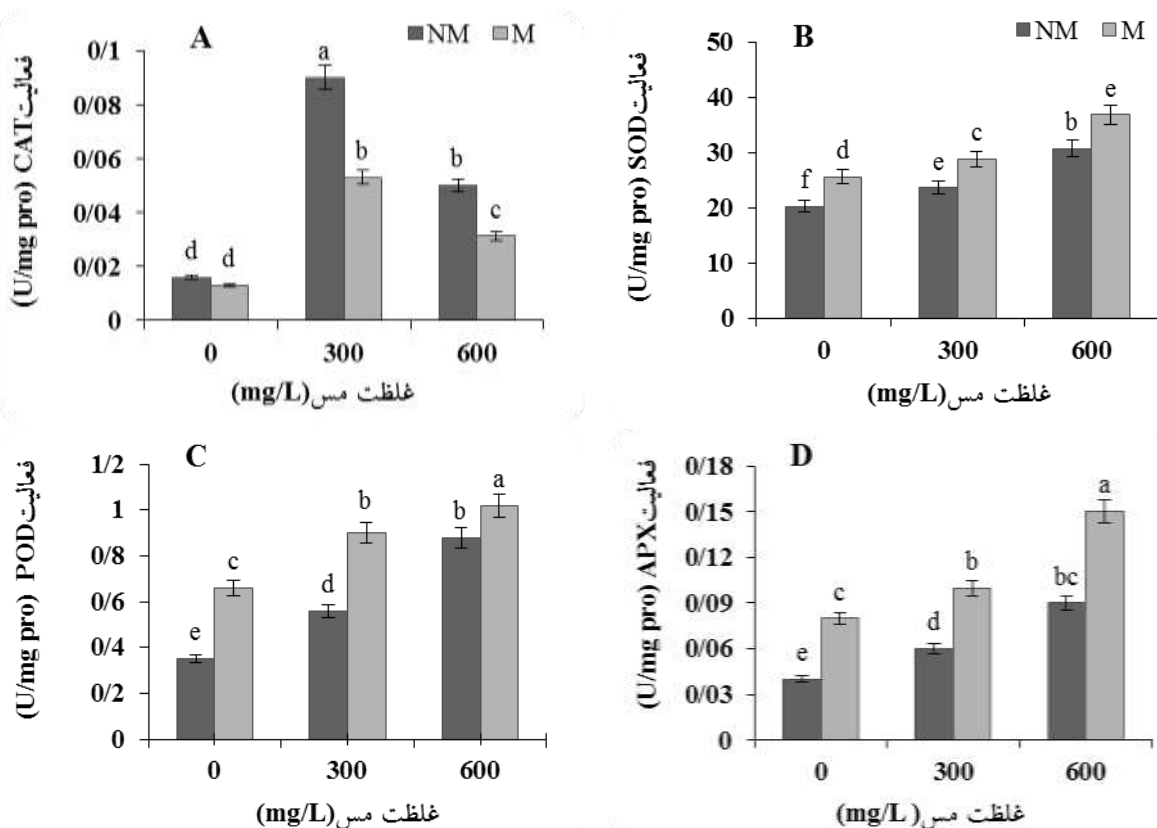 A
NM M
فعالیت CAT (U/mg pro)
0/1
0/08
0/06
0/04
0/02
0
a
b
b
c
d
d
0 300 600
غلظت مس (mg/L)
B
NM M
فعالیت SOD (U/mg pro)
50
40
30
20
10
0
f
d
e
c
b
e
0 300 600
غلظت مس (mg/L)
C
فعالیت POD (U/mg pro)
1/2
1
0/8
0/6
0/4
0/2
0
e
c
d
b
b
a
0 300 600
غلظت مس (mg/L)
D
فعالیت APX (U/mg pro)
0/18
0/15
0/12
0/09
0/06
0/03
0
e
c
d
b
bc
a
0 300 600
غلظت مس (mg/L)